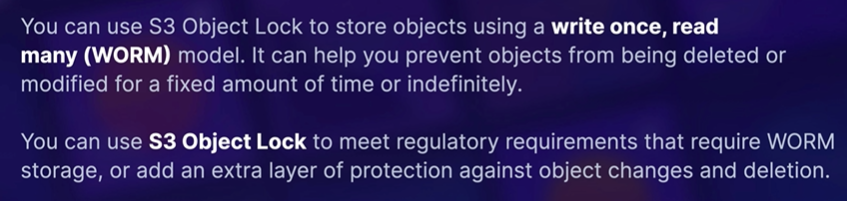 You can use S3 Object Lock to store objects using a write once, read
many (WORM) model. It can help you prevent objects from being deleted or
modified for a fixed amount of time or indefinitely.
You can use S3 Object Lock to meet regulatory requirements that require WORM
storage, or add an extra layer of protection against object changes and deletion.